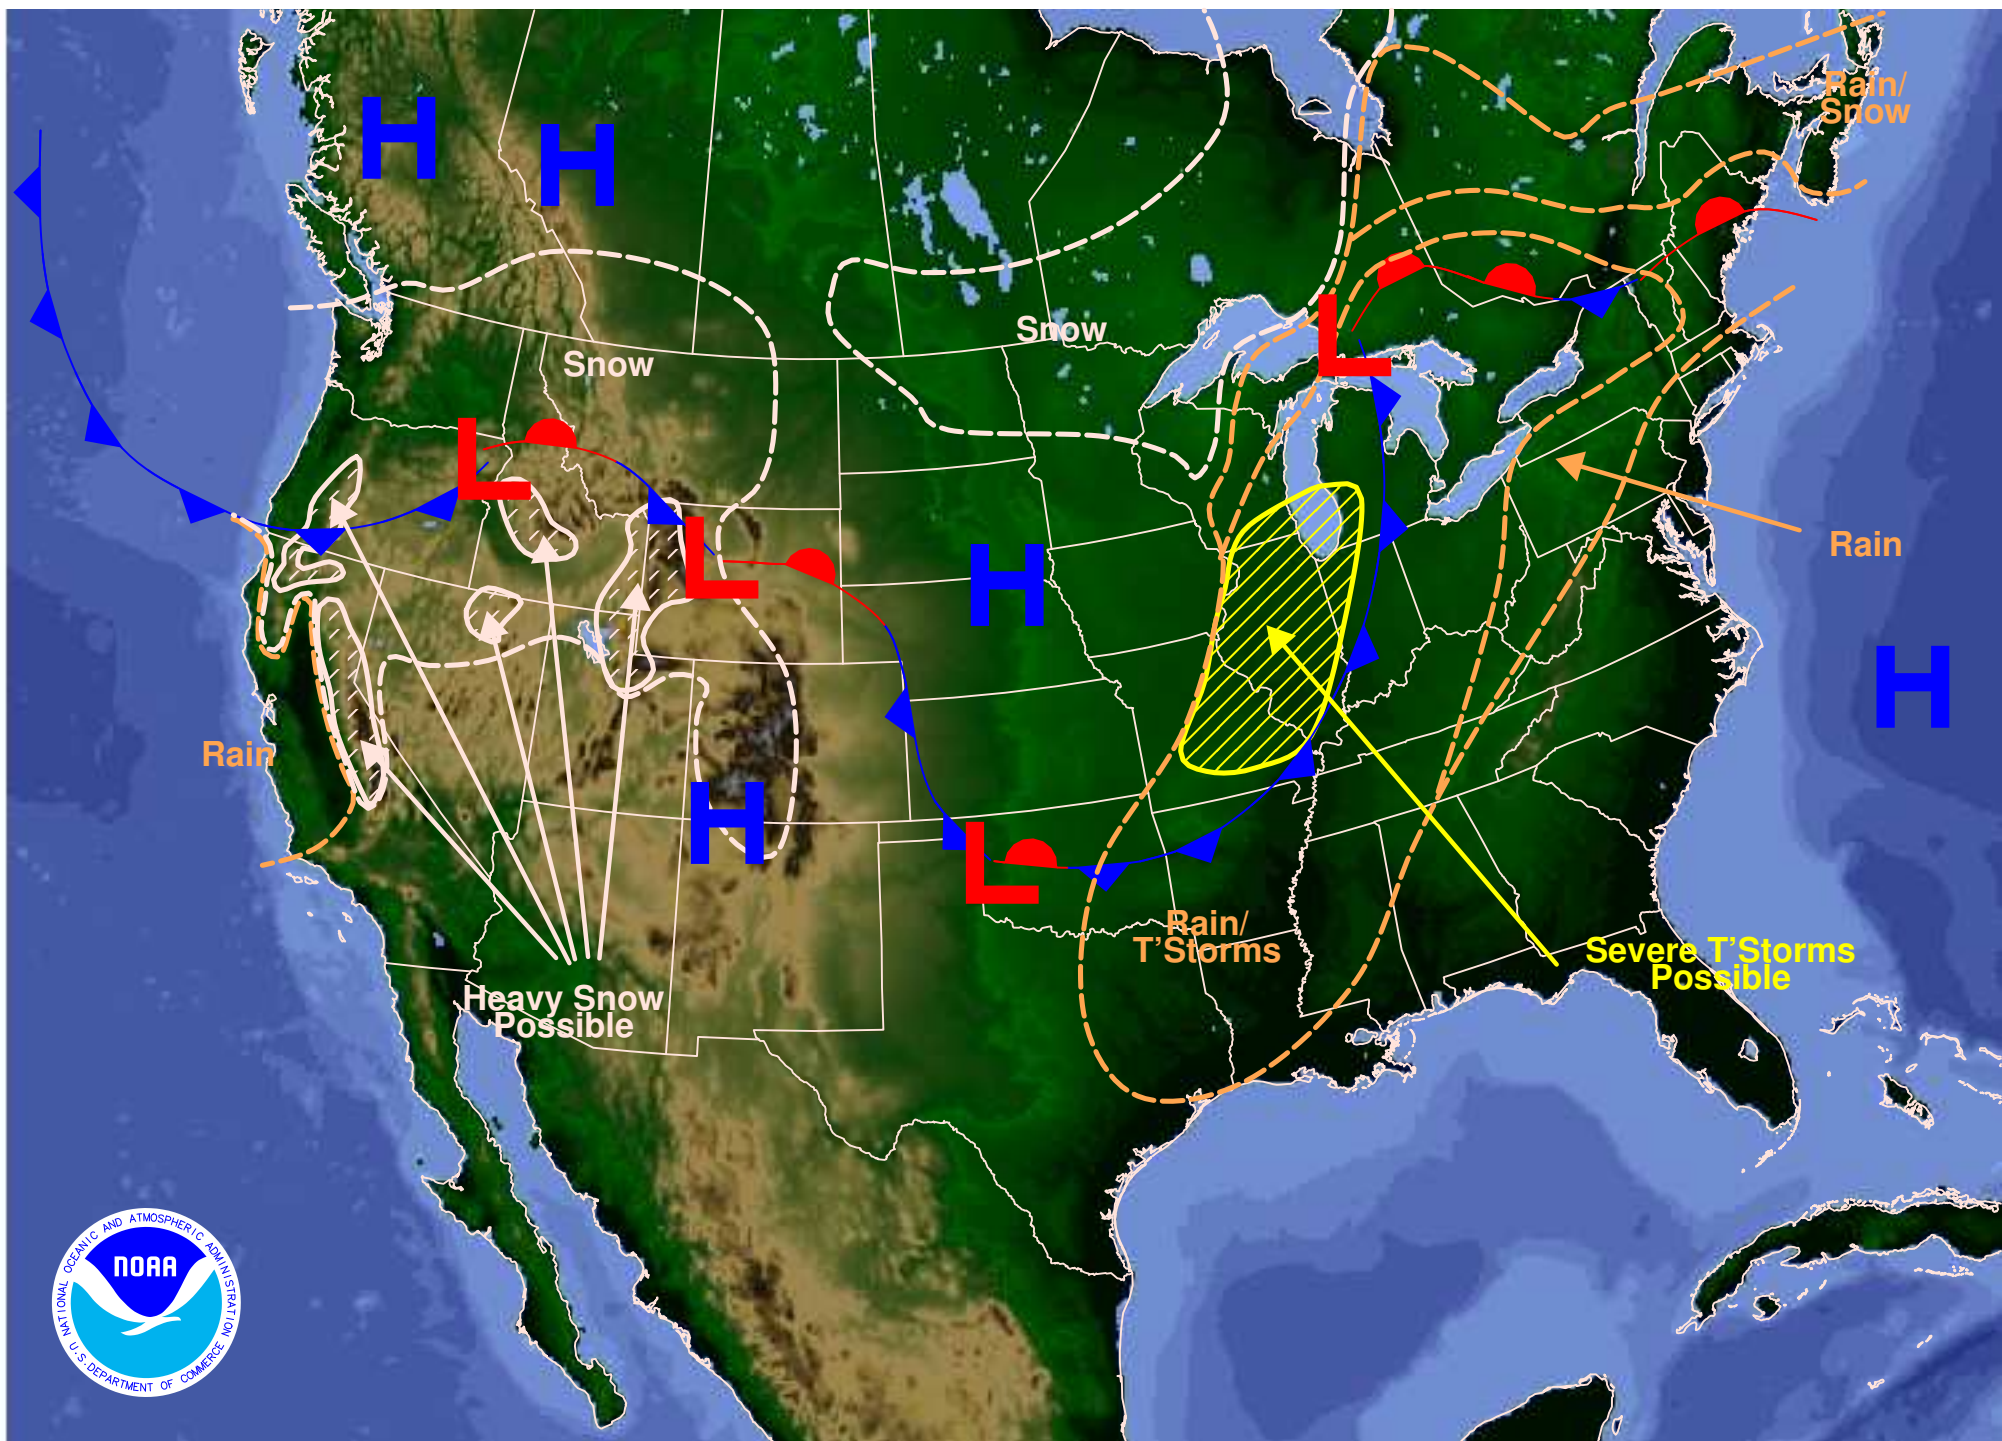 Rain/
Snow
H
H
Snow
Snow
L
L
L
Rain
H
H
Rain
H
L
Rain/
T'Storms
Severe T'Storms
Possible
Heavy Snow
Possible
NATIONAL OCEANIC AND ATMOSPHERIC ADMINISTRATION
NOAA
U.S. DEPARTMENT OF COMMERCE